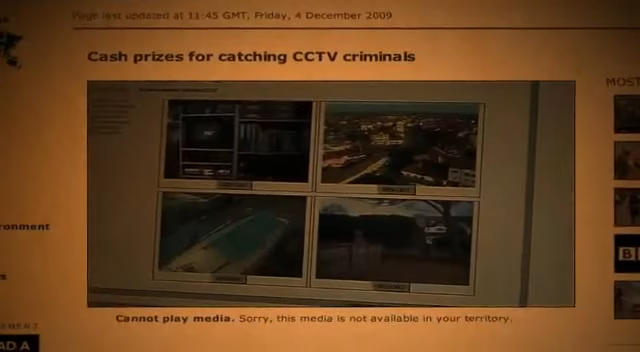 Page last updated at 11:45 GMT, Friday, 4 December 2009
Cash prizes for catching CCTV criminals
MOST
ronment
s
B
AD A
Cannot play media. Sorry, this media is not available in your territory.